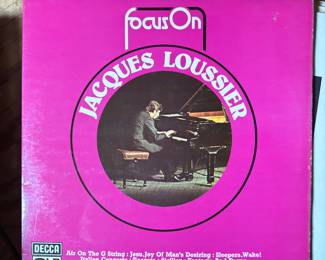 focusOn
JACQUES LOUSSIER
Air On The G String : Jesu, Joy Of Man's Desiring : Sleepers, Wake!
DECCA